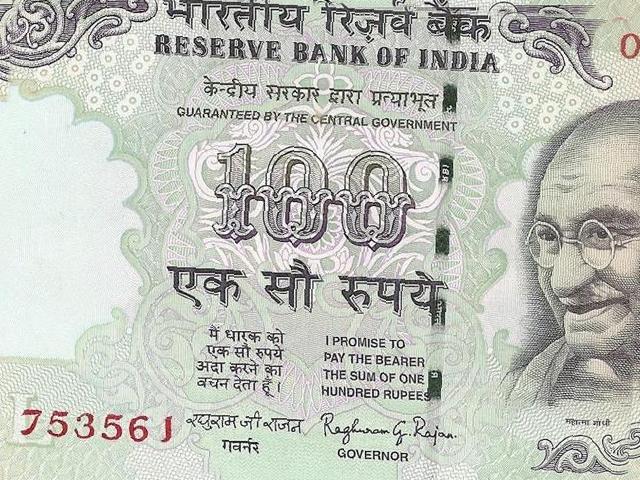 भारतीय रिज़र्व बैंक
RESERVE BANK OF INDIA
0
केन्द्रीय सरकार द्वारा प्रत्याभूत
GUARANTEED BY THE CENTRAL GOVERNMENT
100
एक सौ रुपये
मैं धारक को
एक सौ रुपये
अदा करने का
वचन देता हूँ।
I PROMISE TO
PAY THE BEARER
THE SUM OF ONE
HUNDRED RUPEES
753561
रघुराम जी राजन
गवर्नर
Raghuram G. Rajan.
GOVERNOR
महात्मा गांधी